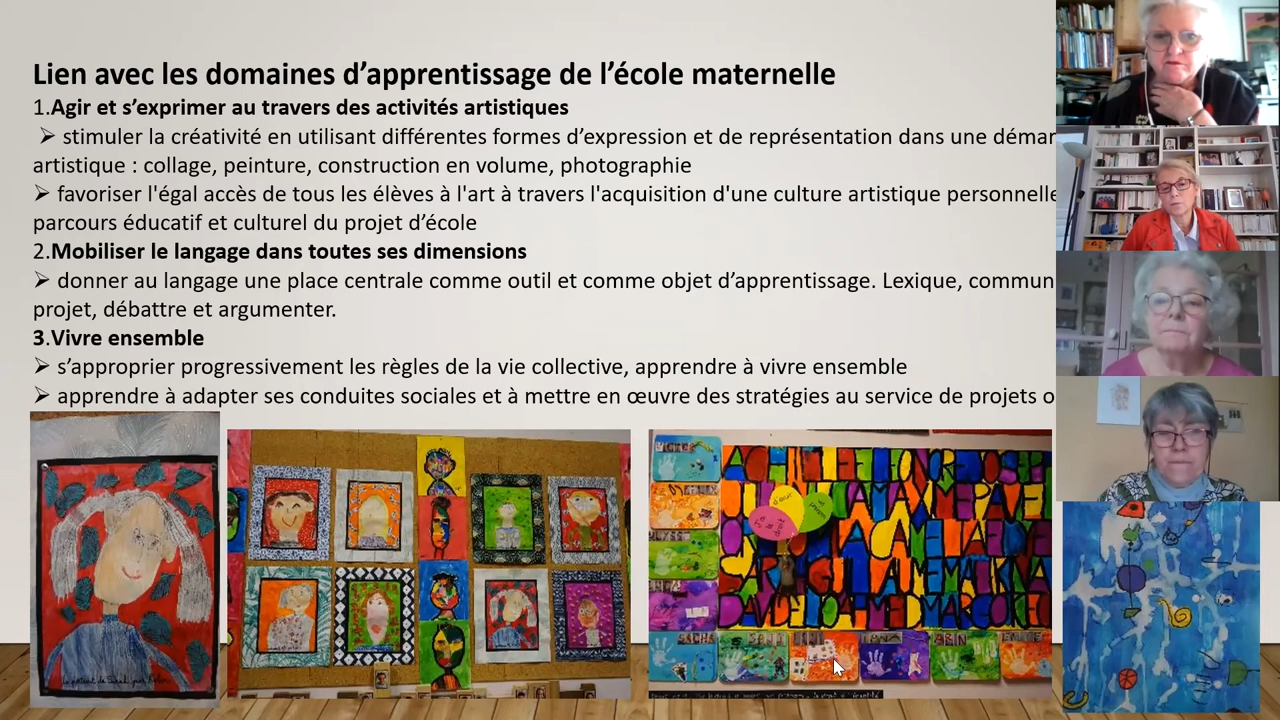 Lien avec les domaines d’apprentissage de l’école maternelle
1.Agir et s’exprimer au travers des activités artistiques
➢ stimuler la créativité en utilisant différentes formes d’expression et de représentation dans une démar
artistique : collage, peinture, construction en volume, photographie
➢ favoriser l'égal accès de tous les élèves à l'art à travers l'acquisition d'une culture artistique personnelle
parcours éducatif et culturel du projet d’école
2.Mobiliser le langage dans toutes ses dimensions
➢ donner au langage une place centrale comme outil et comme objet d’apprentissage. Lexique, commun
projet, débattre et argumenter.
3.Vivre ensemble
➢ s’approprier progressivement les règles de la vie collective, apprendre à vivre ensemble
➢ apprendre à adapter ses conduites sociales et à mettre en œuvre des stratégies au service de projets o
SACHA